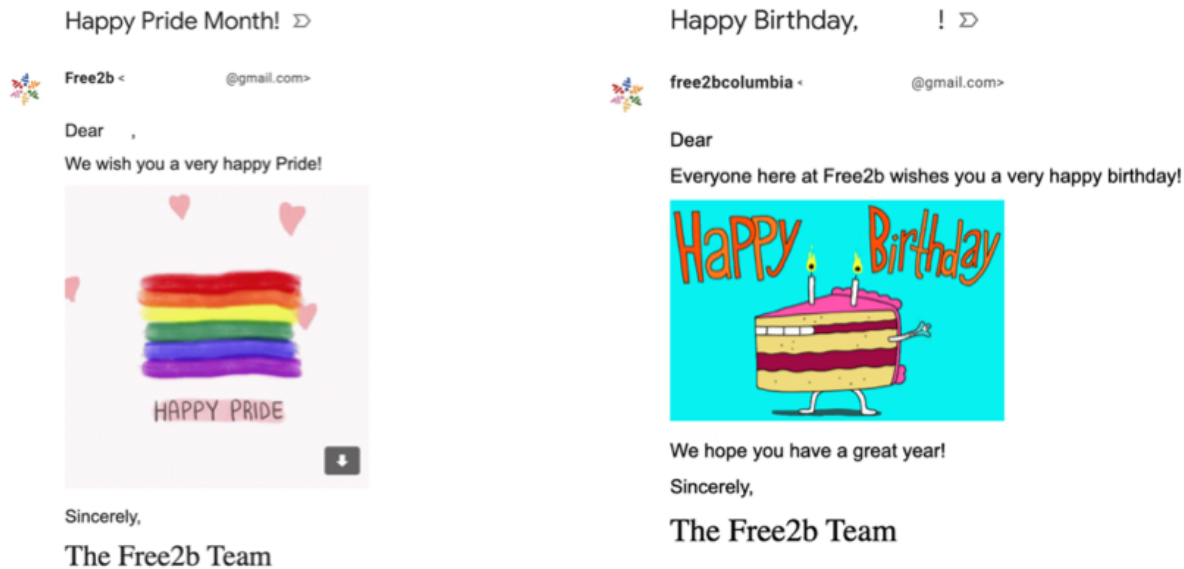 Happy Pride Month!
Free2b < @gmail.com>
Dear ,
We wish you a very happy Pride!
HAPPY PRIDE
Sincerely,
The Free2b Team
Happy Birthday, !
free2bcolumbia < @gmail.com>
Dear
Everyone here at Free2b wishes you a very happy birthday!
HaPPy Birthday
We hope you have a great year!
Sincerely,
The Free2b Team